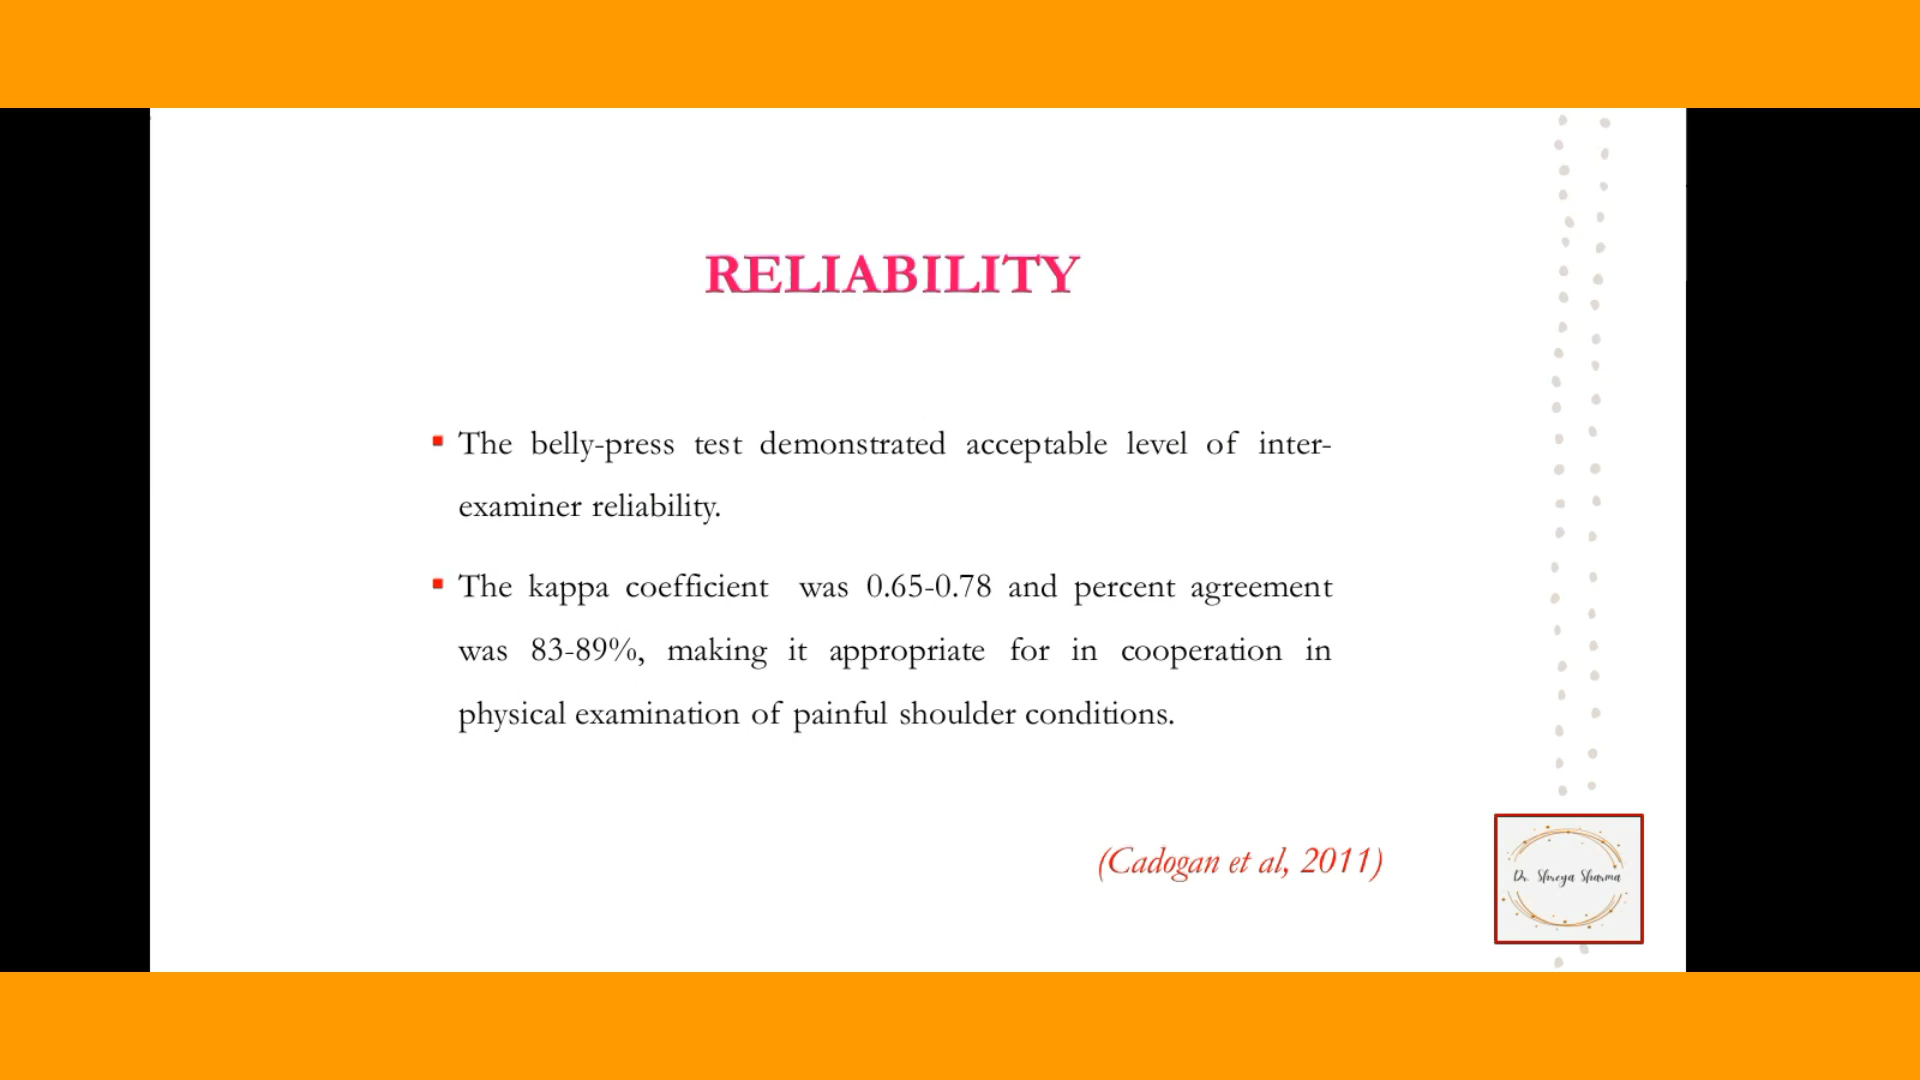 RELIABILITY
▪ The belly-press test demonstrated acceptable level of inter-
examiner reliability.
▪ The kappa coefficient was 0.65-0.78 and percent agreement
was 83-89%, making it appropriate for in cooperation in
physical examination of painful shoulder conditions.
(Cadogan et al, 2011)
Dr. Shreya Sharma